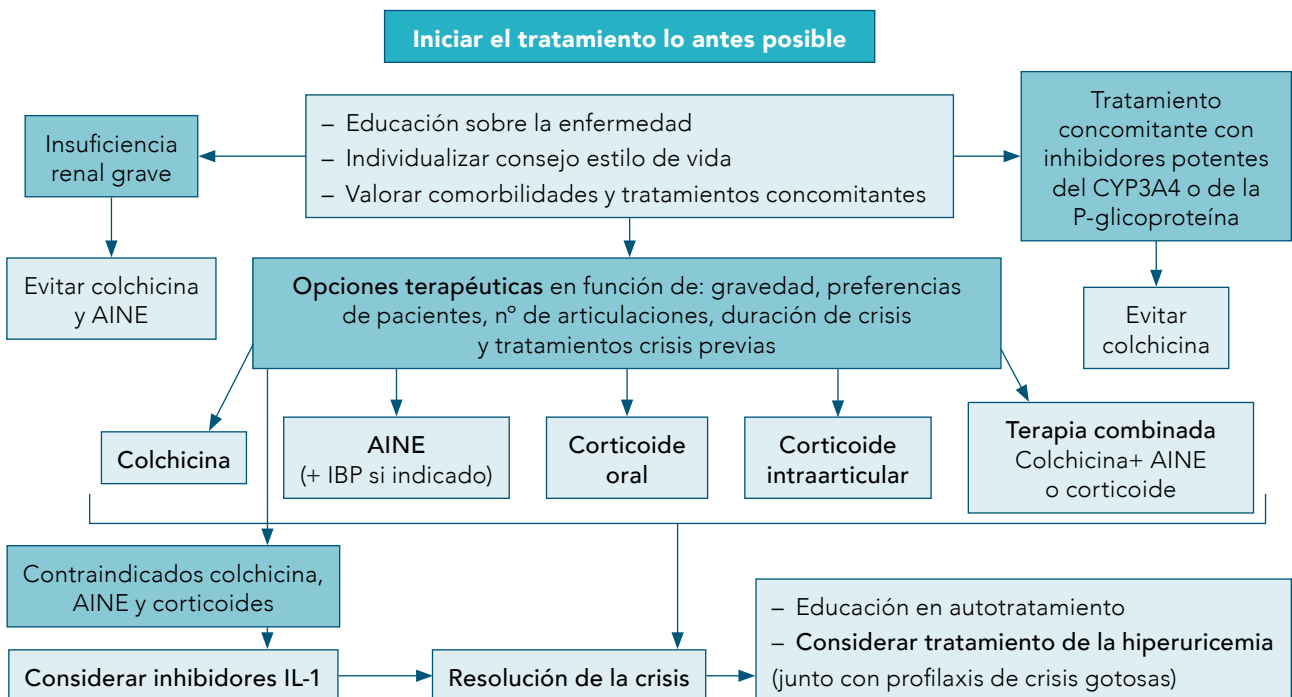 Iniciar el tratamiento lo antes posible
Insuficiencia
renal grave
– Educación sobre la enfermedad
– Individualizar consejo estilo de vida
– Valorar comorbilidades y tratamientos concomitantes
Tratamiento
concomitante con
inhibidores potentes
del CYP3A4 o de la
P-glicoproteína
Evitar colchicina
y AINE
Opciones terapéuticas en función de: gravedad, preferencias
de pacientes, nº de articulaciones, duración de crisis
y tratamientos crisis previas
Evitar
colchicina
Colchicina
AINE
(+ IBP si indicado)
Corticoide
oral
Corticoide
intraarticular
Terapia combinada
Colchicina+ AINE
o corticoide
Contraindicados colchicina,
AINE y corticoides
Considerar inhibidores IL-1
Resolución de la crisis
– Educación en autotratamiento
– Considerar tratamiento de la hiperuricemia
(junto con profilaxis de crisis gotosas)